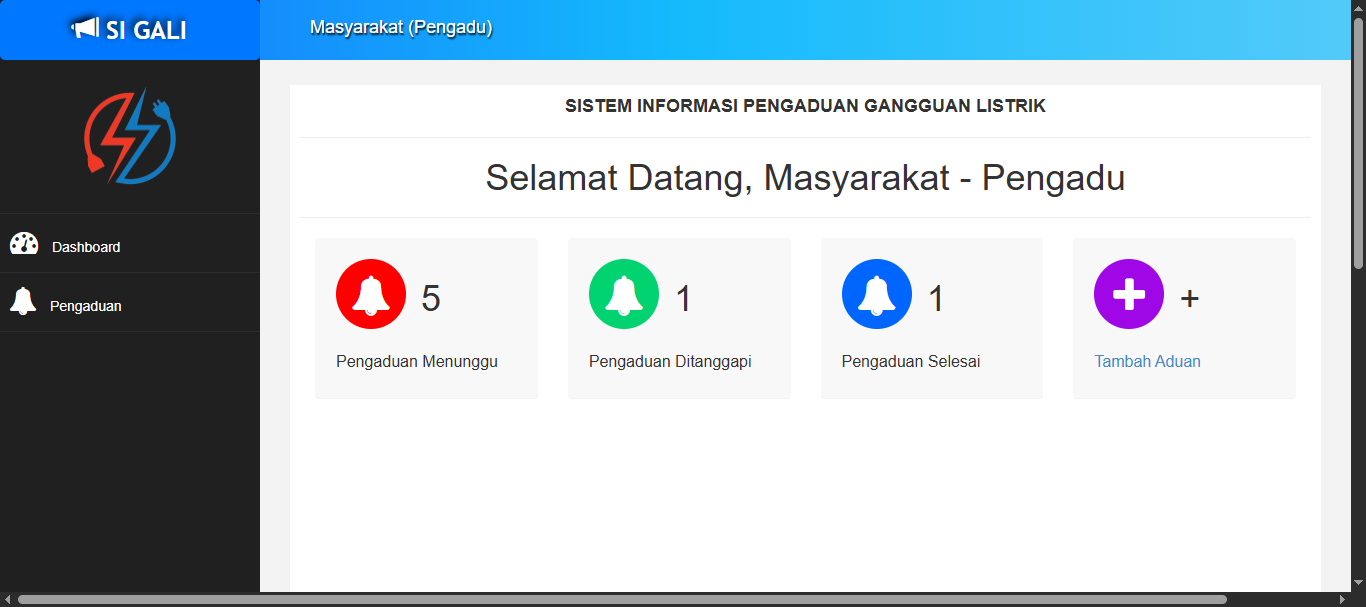 SI GALI
Masyarakat (Pengadu)
SISTEM INFORMASI PENGADUAN GANGGUAN LISTRIK
Selamat Datang, Masyarakat - Pengadu
Dashboard
Pengaduan
5
Pengaduan Menunggu
1
Pengaduan Ditanggapi
1
Pengaduan Selesai
+
Tambah Aduan